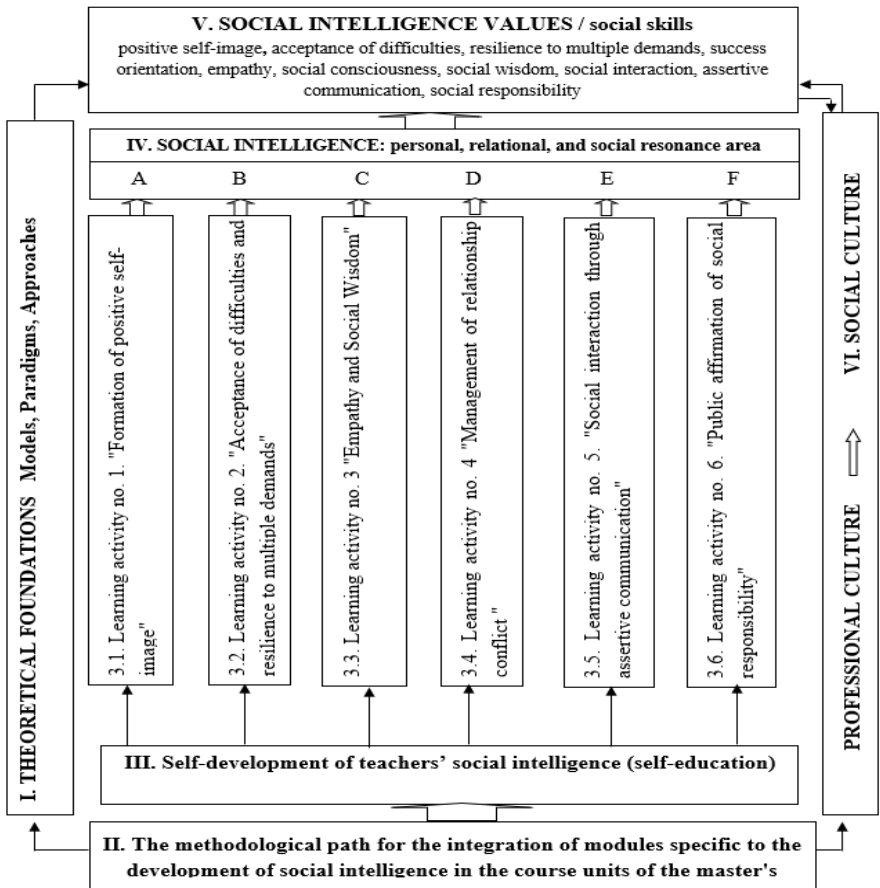 V. SOCIAL INTELLIGENCE VALUES / social skills
positive self-image, acceptance of difficulties, resilience to multiple demands, success
orientation, empathy, social consciousness, social wisdom, social interaction, assertive
communication, social responsibility
IV. SOCIAL INTELLIGENCE: personal, relational, and social resonance area
A B C D E F
I. THEORETICAL FOUNDATIONS Models, Paradigms, Approaches
3.1. Learning activity no. 1. "Formation of positive self-
image"
3.2. Learning activity no. 2. "Acceptance of difficulties and
resilience to multiple demands"
3.3. Learning activity no. 3 "Empathy and Social Wisdom"
3.4. Learning activity no. 4 "Management of relationship
conflict "
3.5. Learning activity no. 5. "Social interaction through
assertive communication"
3.6. Learning activity no. 6. "Public affirmation of social
responsibility"
PROFESSIONAL CULTURE VI. SOCIAL CULTURE
III. Self-development of teachers’ social intelligence (self-education)
II. The methodological path for the integration of modules specific to the
development of social intelligence in the course units of the master's